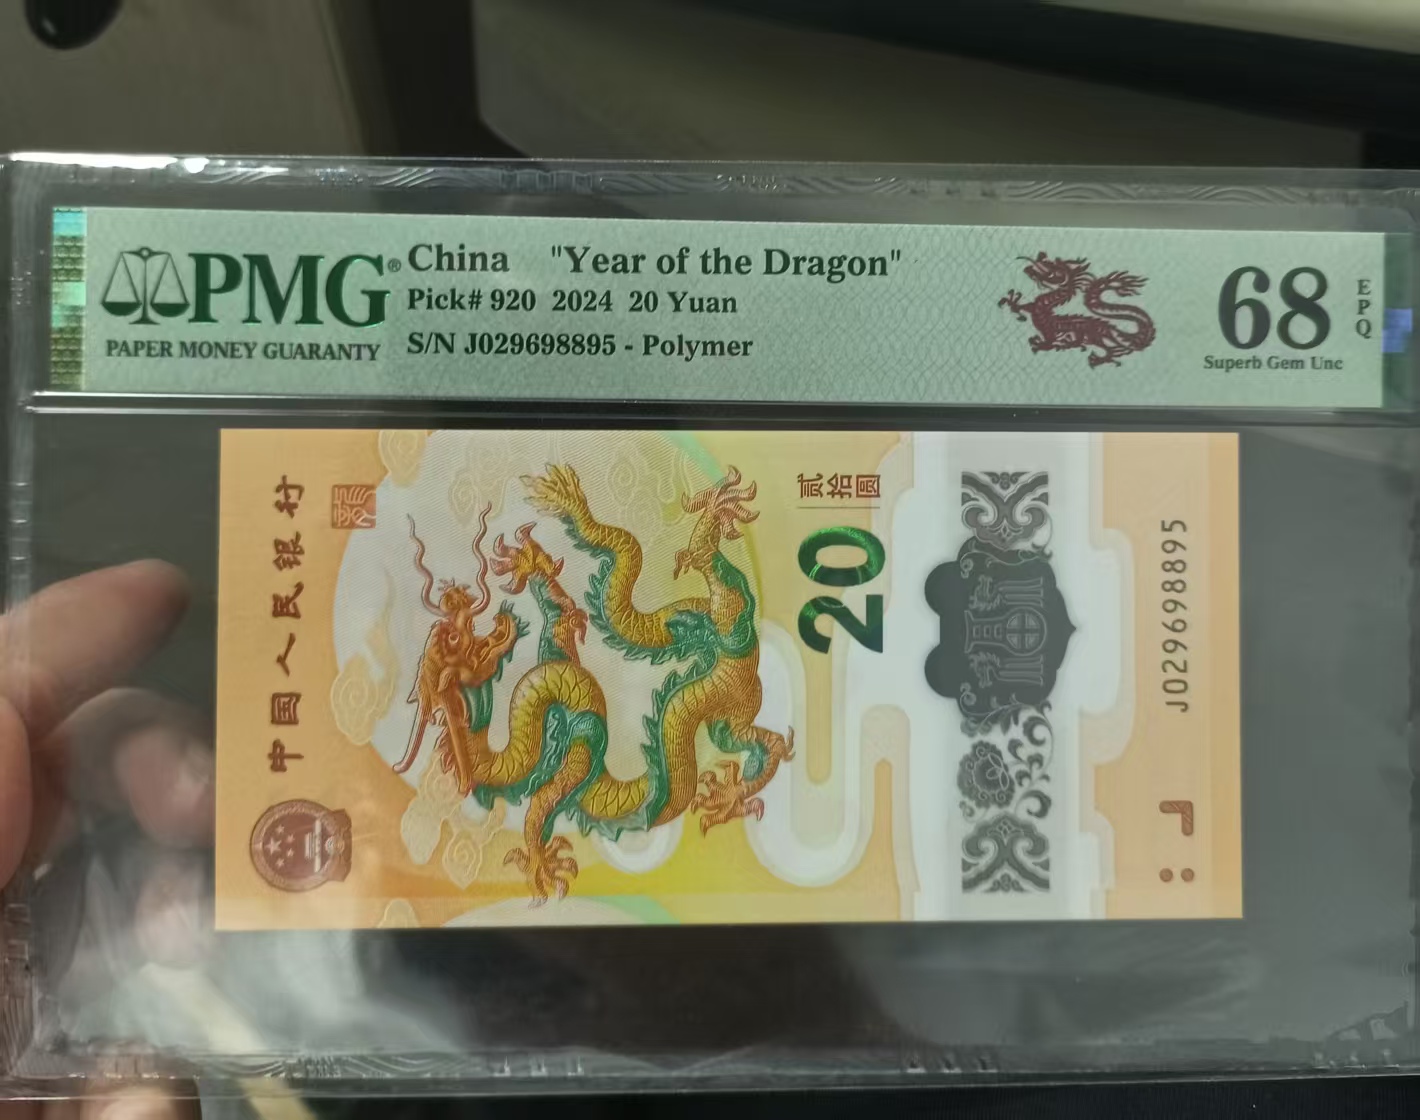 PMG®
PAPER MONEY GUARANTY
China "Year of the Dragon"
Pick# 920 2024 20 Yuan
S/N J029698895 - Polymer
68
EPQ
Superb Gem Unc
中国人民银行
贰拾圆
20
J029698895